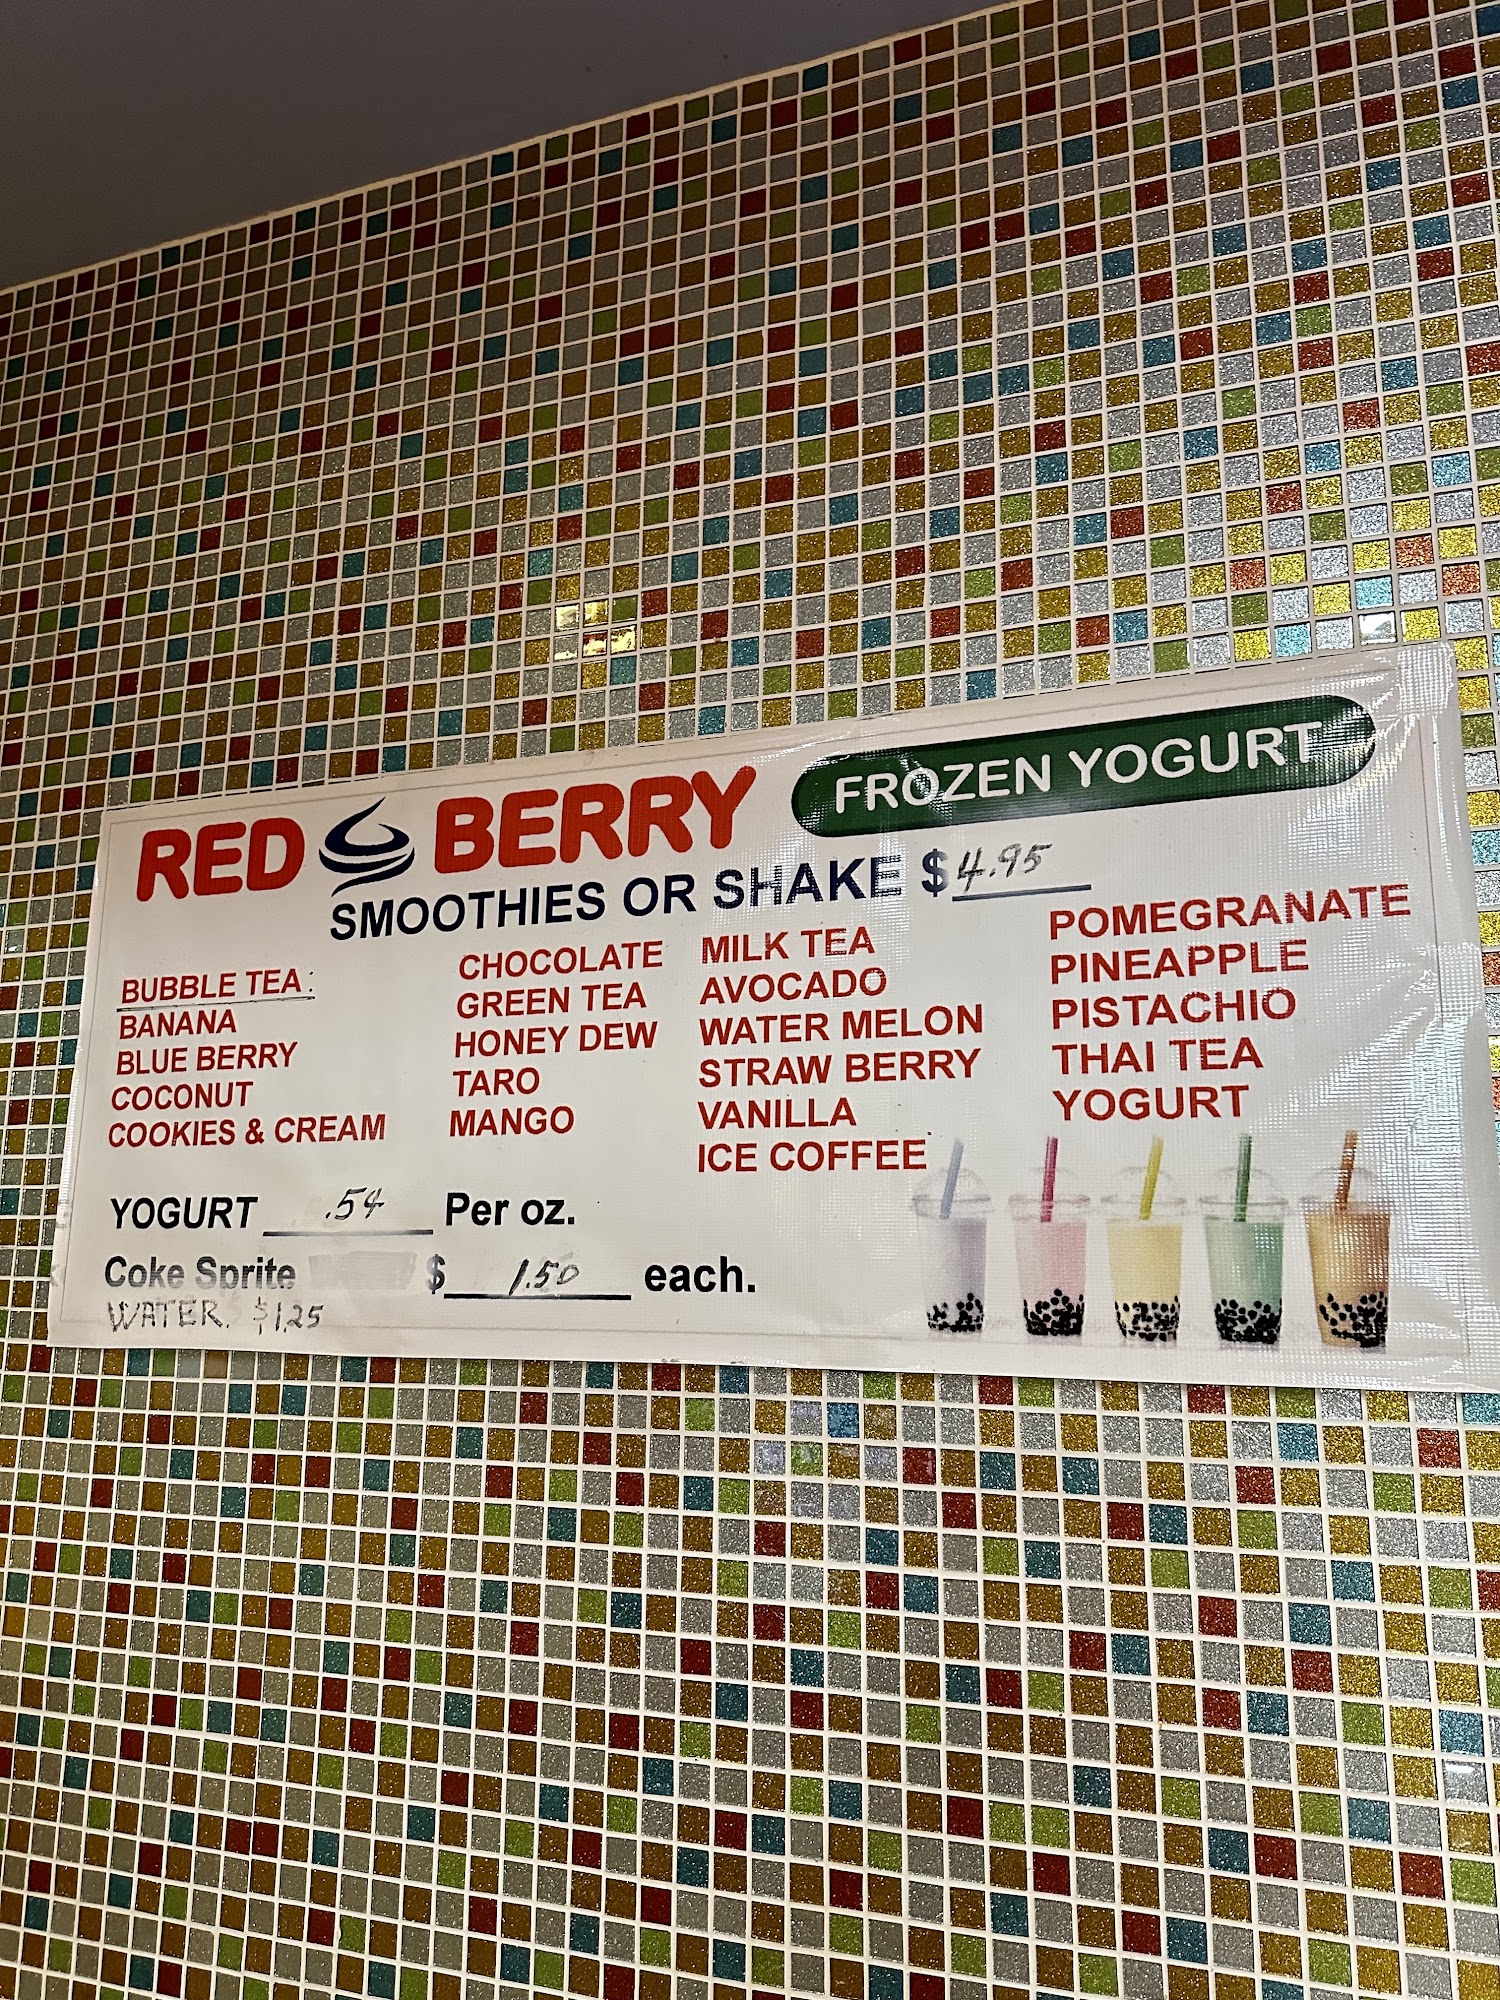 RED BERRY FROZEN YOGURT
SMOOTHIES OR SHAKE $4.95
BUBBLE TEA:
BANANA
BLUE BERRY
COCONUT
COOKIES & CREAM
CHOCOLATE
GREEN TEA
HONEY DEW
TARO
MANGO
MILK TEA
AVOCADO
WATER MELON
STRAW BERRY
VANILLA
ICE COFFEE
POMEGRANATE
PINEAPPLE
PISTACHIO
THAI TEA
YOGURT
YOGURT .54 Per oz.
Coke Sprite $ 1.50 each.
WATER. $1.25